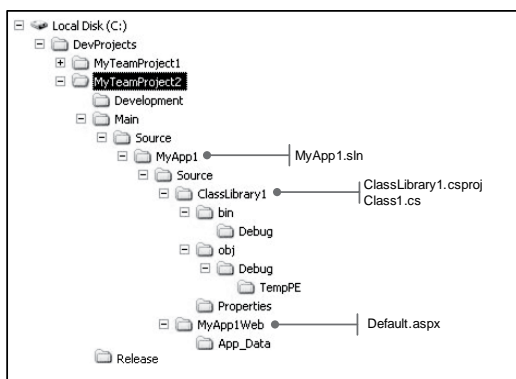 Local Disk (C:)
DevProjects
MyTeamProject1
MyTeamProject2
Development
Main
Source
MyApp1
MyApp1.sln
Source
ClassLibrary1
ClassLibrary1.csproj
Class1.cs
bin
Debug
obj
Debug
TempPE
Properties
MyApp1Web
Default.aspx
App_Data
Release